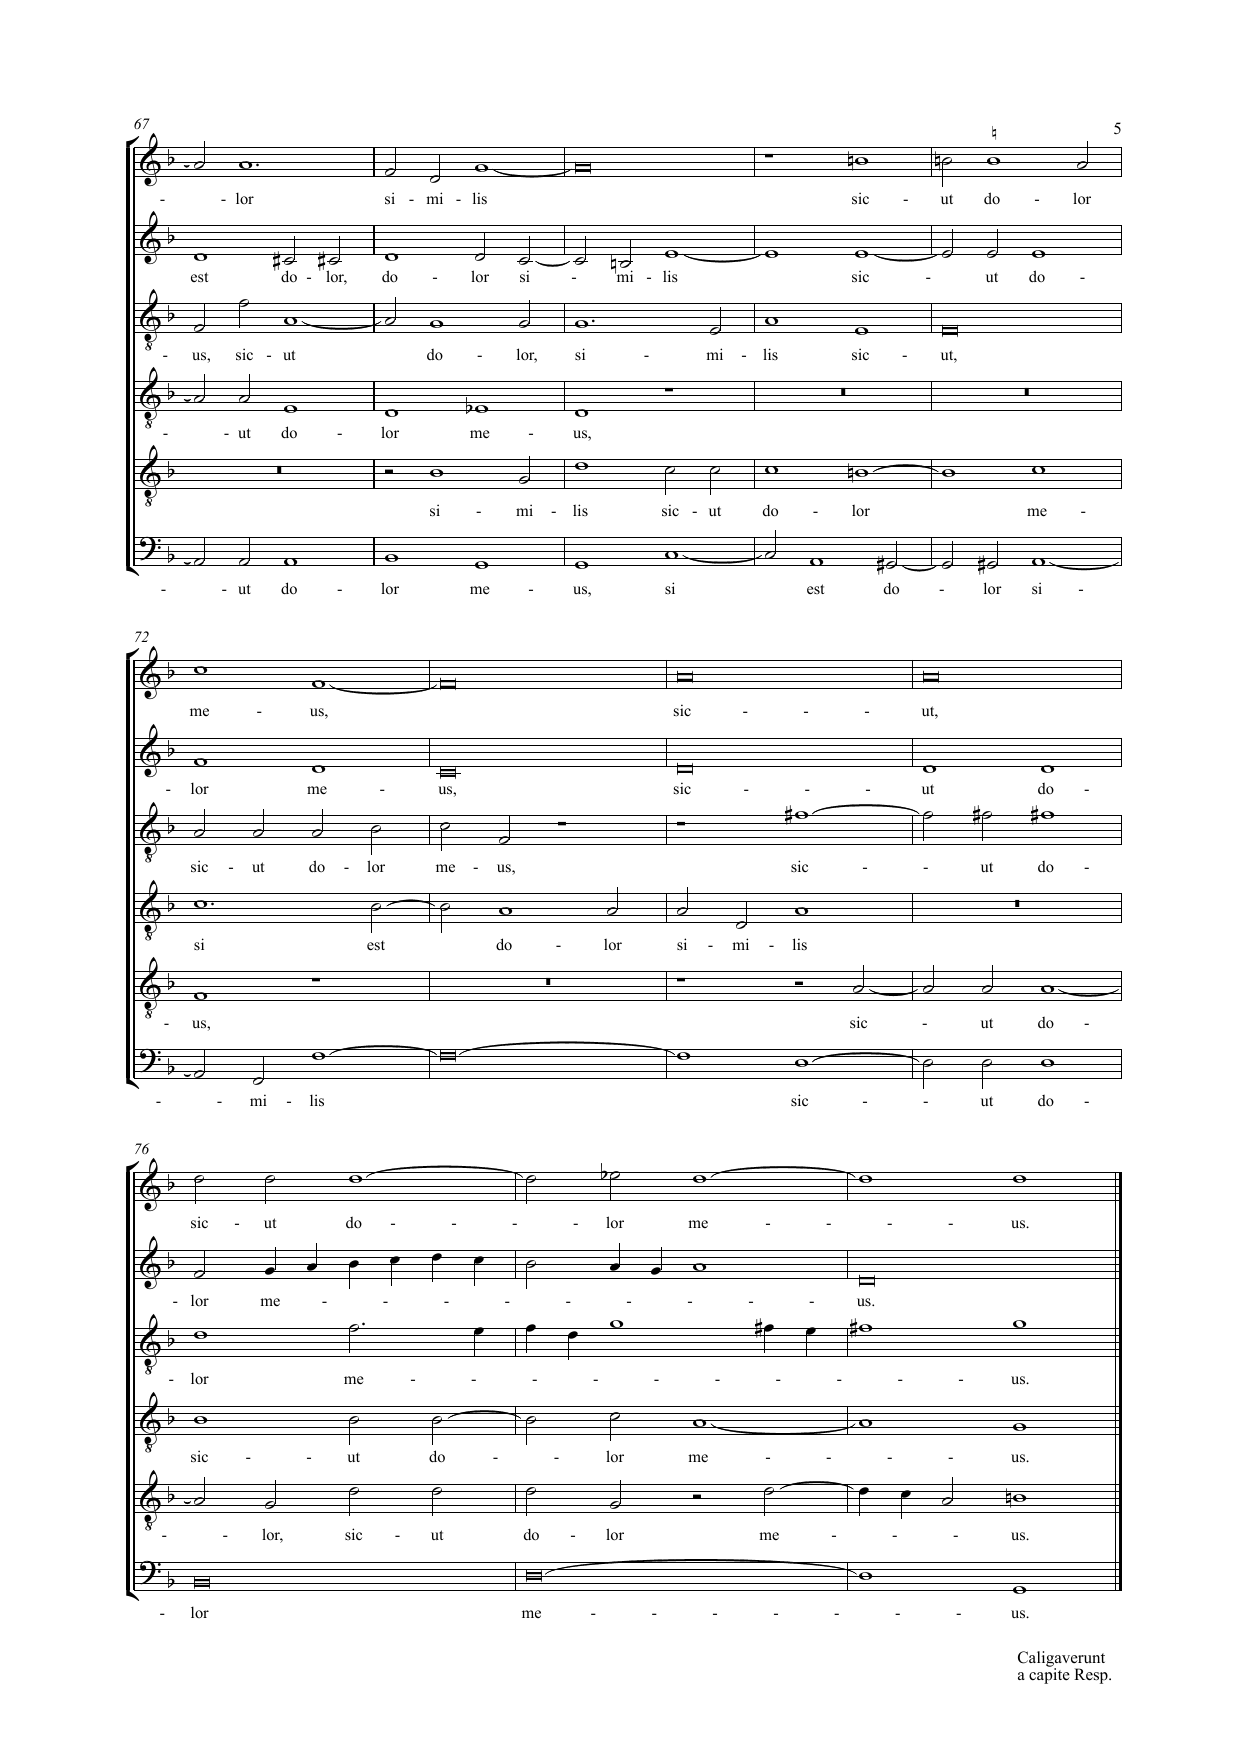 67
5
- - lor si - mi - lis sic - ut do - lor
est do - lor, do - lor si - mi - lis sic - ut do -
- us, sic - ut do - lor, si - mi - lis sic - ut,
- - ut do - lor me - us,
si - mi - lis sic - ut do - lor me -
- - ut do - lor me - us, si est do - lor si -
72
me - us, sic - - - ut,
- lor me - us, sic - - - ut do -
sic - ut do - lor me - us, sic - - ut do -
si est do - lor si - mi - lis
- us, sic - ut do -
- - mi - lis sic - - ut do -
76
sic - ut do - - - - lor me - - - - us.
- lor me - - - - - - - - - us.
- lor me - - - - - - - - - - us.
sic - - ut do - - lor me - - - - us.
- - lor, sic - ut do - lor me - - - us.
- lor me - - - - - - - us.
Caligaverunt
a capite Resp.